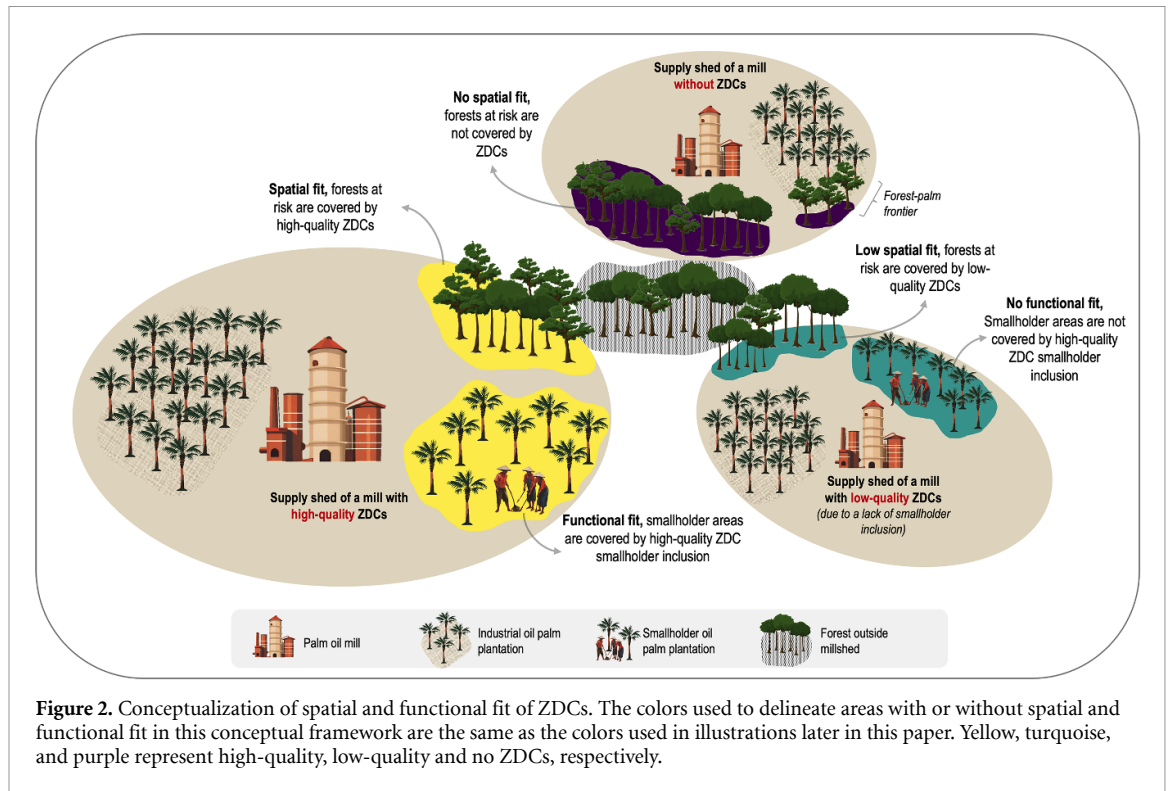 Supply shed of a mill
without ZDCs
No spatial fit,
forests at risk are
not covered by
ZDCs
Spatial fit, forests at
risk are covered by
high-quality ZDCs
Forest-palm
frontier
Low spatial fit, forests at
risk are covered by low-
quality ZDCs
No functional fit,
Smallholder areas are not
covered by high-quality
ZDC smallholder
inclusion
Supply shed of a mill with
high-quality ZDCs
Functional fit, smallholder areas
are covered by high-quality ZDC
smallholder inclusion
Supply shed of a mill
with low-quality ZDCs
(due to a lack of smallholder
inclusion)
Palm oil mill
Industrial oil palm
plantation
Smallholder oil
palm plantation
Forest outside
millshed
Figure 2. Conceptualization of spatial and functional fit of ZDCs. The colors used to delineate areas with or without spatial and
functional fit in this conceptual framework are the same as the colors used in illustrations later in this paper. Yellow, turquoise,
and purple represent high-quality, low-quality and no ZDCs, respectively.